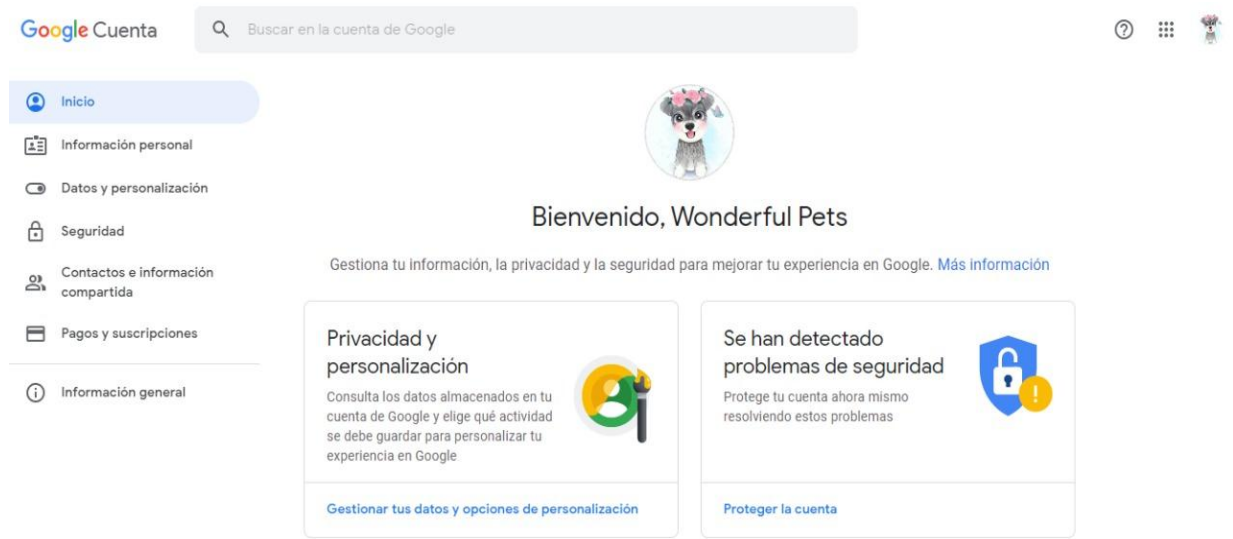 Google Cuenta
Buscar en la cuenta de Google
Inicio
Información personal
Datos y personalización
Seguridad
Contactos e información
compartida
Pagos y suscripciones
Información general
Bienvenido, Wonderful Pets
Gestiona tu información, la privacidad y la seguridad para mejorar tu experiencia en Google. Más información
Privacidad y
personalización
Consulta los datos almacenados en tu
cuenta de Google y elige qué actividad
se debe guardar para personalizar tu
experiencia en Google
Gestionar tus datos y opciones de personalización
Se han detectado
problemas de seguridad
Protege tu cuenta ahora mismo
resolviendo estos problemas
Proteger la cuenta